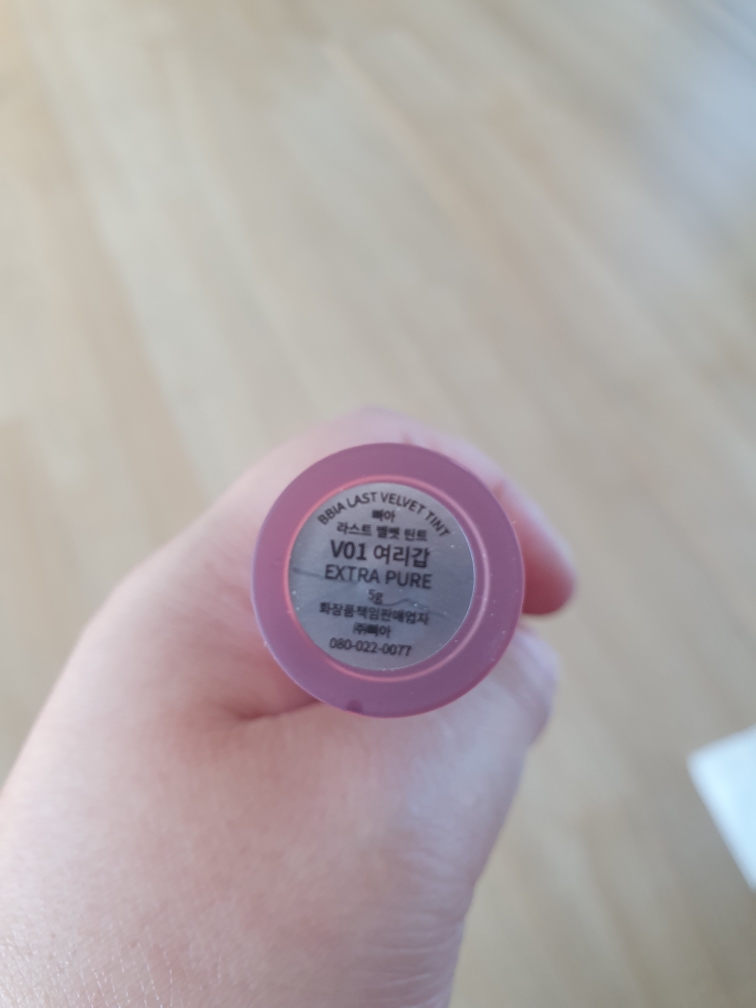 BBIA LAST VELVET TINT
삐아
라스트 벨벳 틴트
V01 여리갑
EXTRA PURE
5g
화장품책임판매업자
㈜삐아
080-022-0077